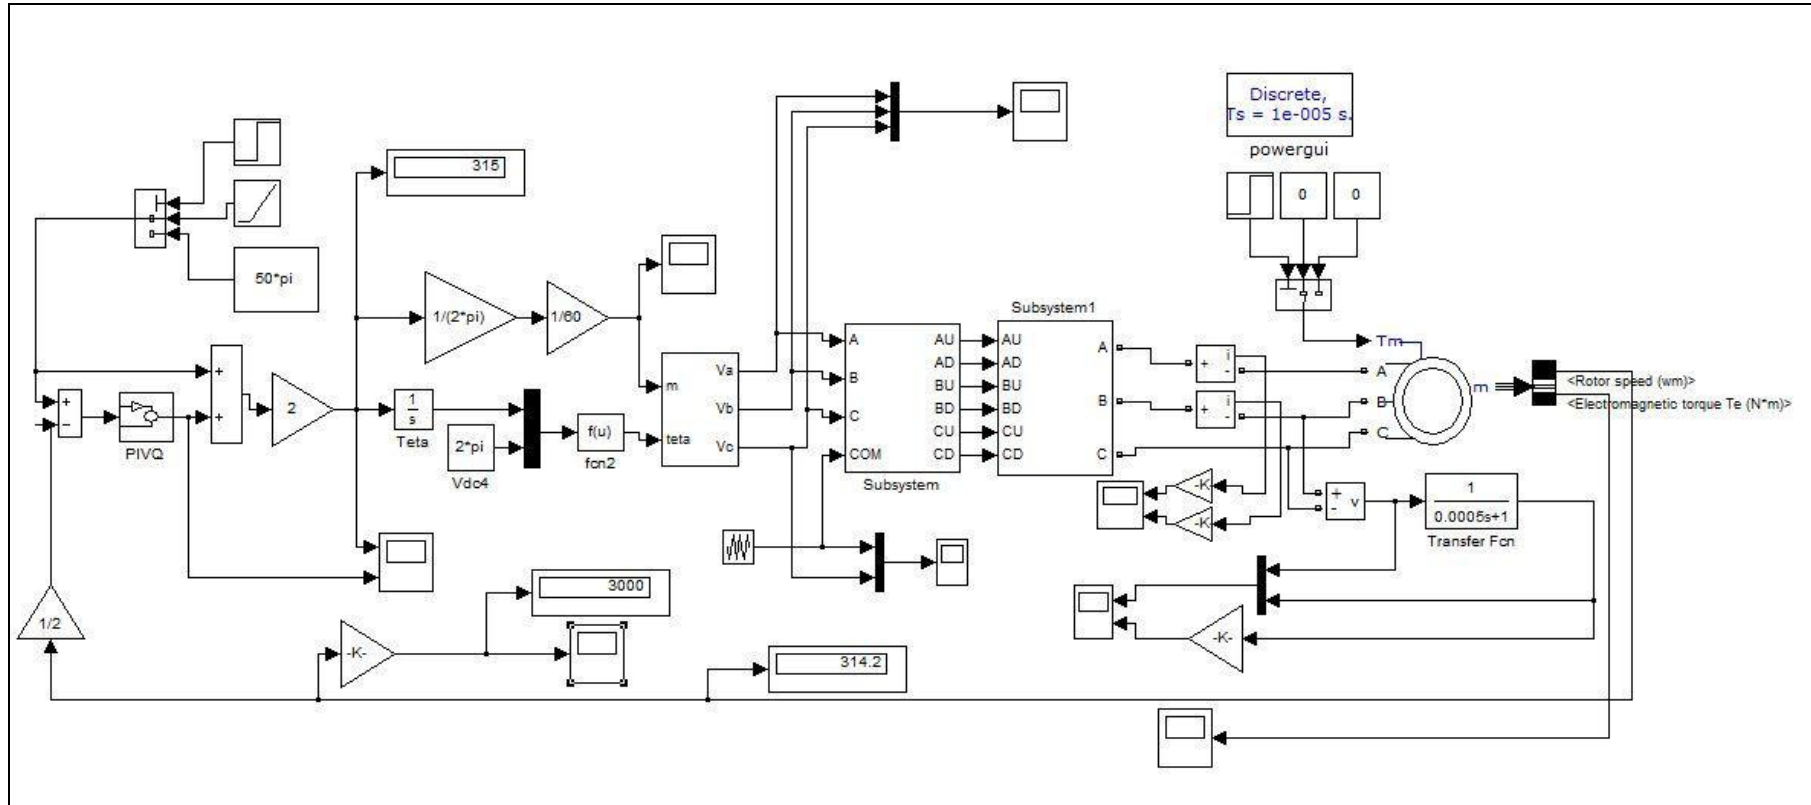 Discrete,
Ts = 1e-005 s.
powergui
315
0
0
50*pi
1/(2*pi)
1/60
Subsystem1
A
B
C
COM
AU
AD
BU
BD
CU
CD
Subsystem
AU
AD
BU
BD
CU
CD
A
B
C
+
i
-
+
i
-
Tm
A
B
C
m
<Rotor speed (wm)>
<Electromagnetic torque Te (N*m)>
m
teta
Va
Vb
Vc
+
+
+
-
PIVQ
2
1
s
Teta
2*pi
Vdc4
f(u)
fcn2
-K-
-K-
+
-
v
1
0.0005s+1
Transfer Fcn
3000
1/2
-K-
314.2
-K-